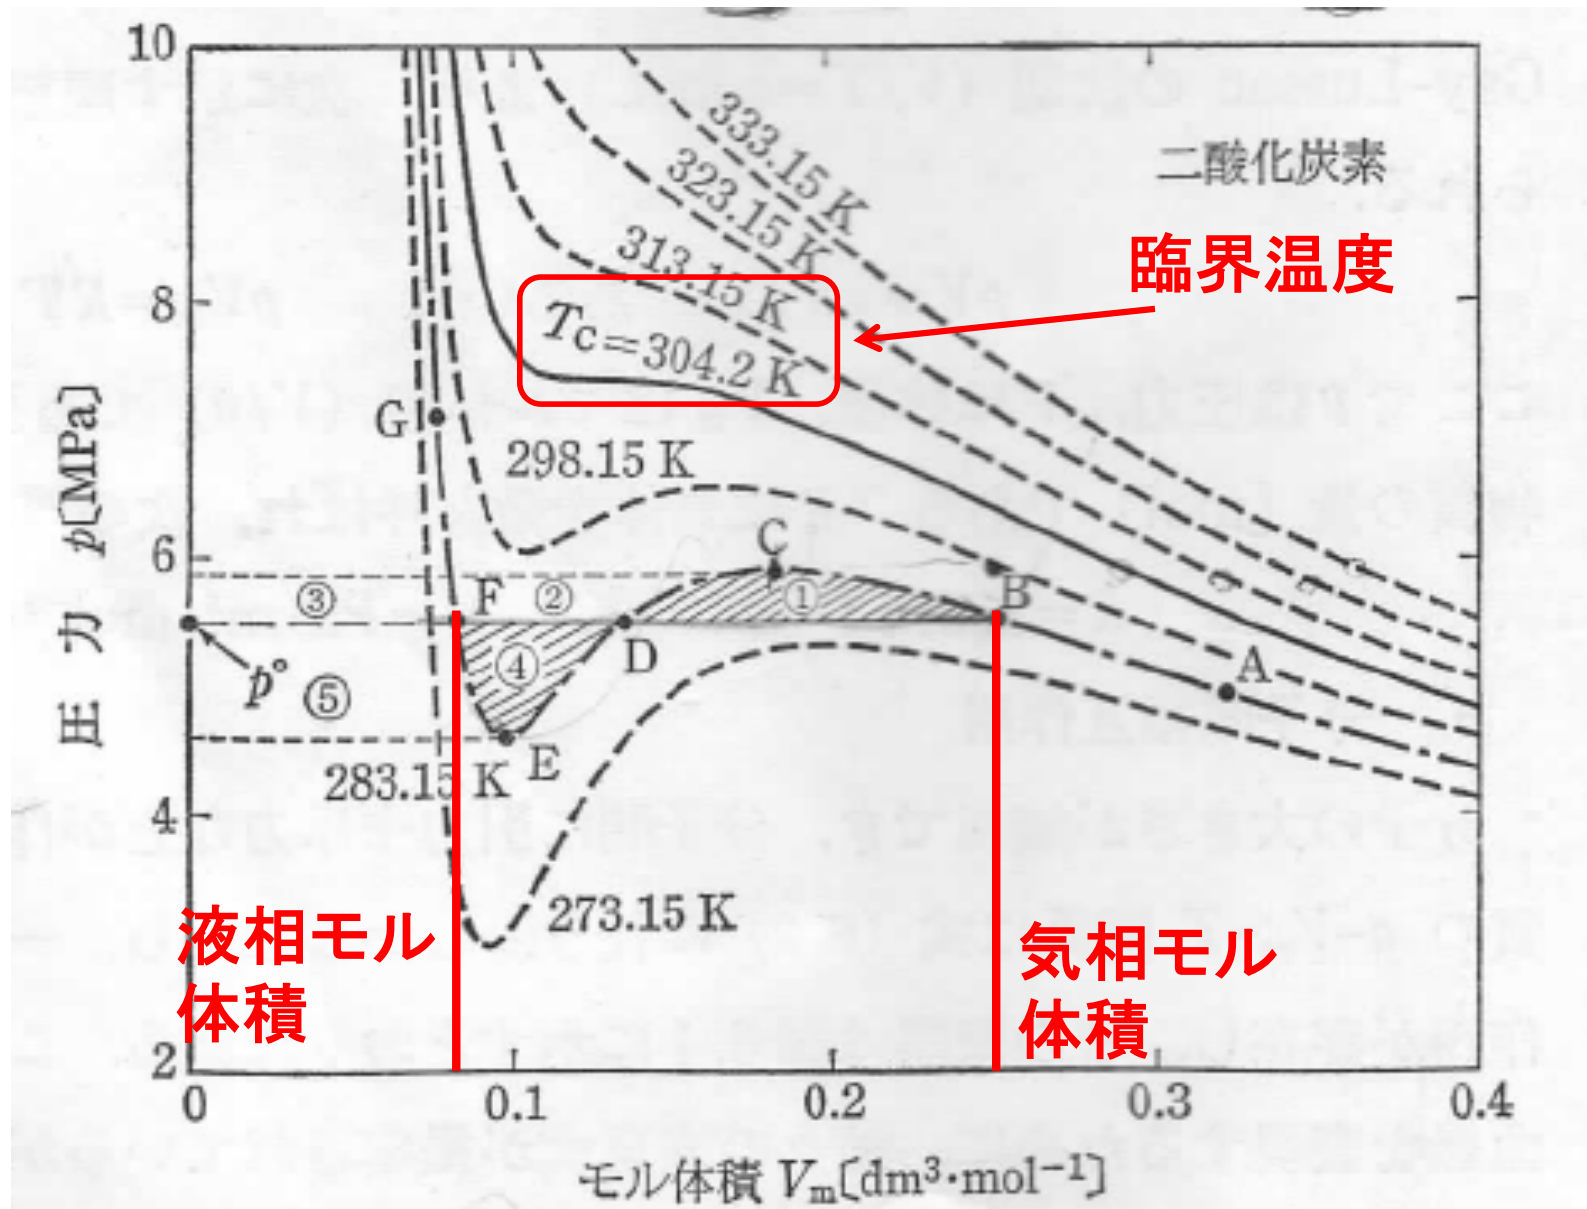 10
8
6
4
2
0
0.1
0.2
0.3
0.4
圧力 p〔MPa〕
モル体積 Vm〔dm³·mol⁻¹〕
二酸化炭素
333.15 K
323.15 K
313.15 K
臨界温度
Tc=304.2 K
298.15 K
G
C
B
F
③
②
①
D
④
A
p°
⑤
E
283.15 K
273.15 K
液相モル
体積
気相モル
体積